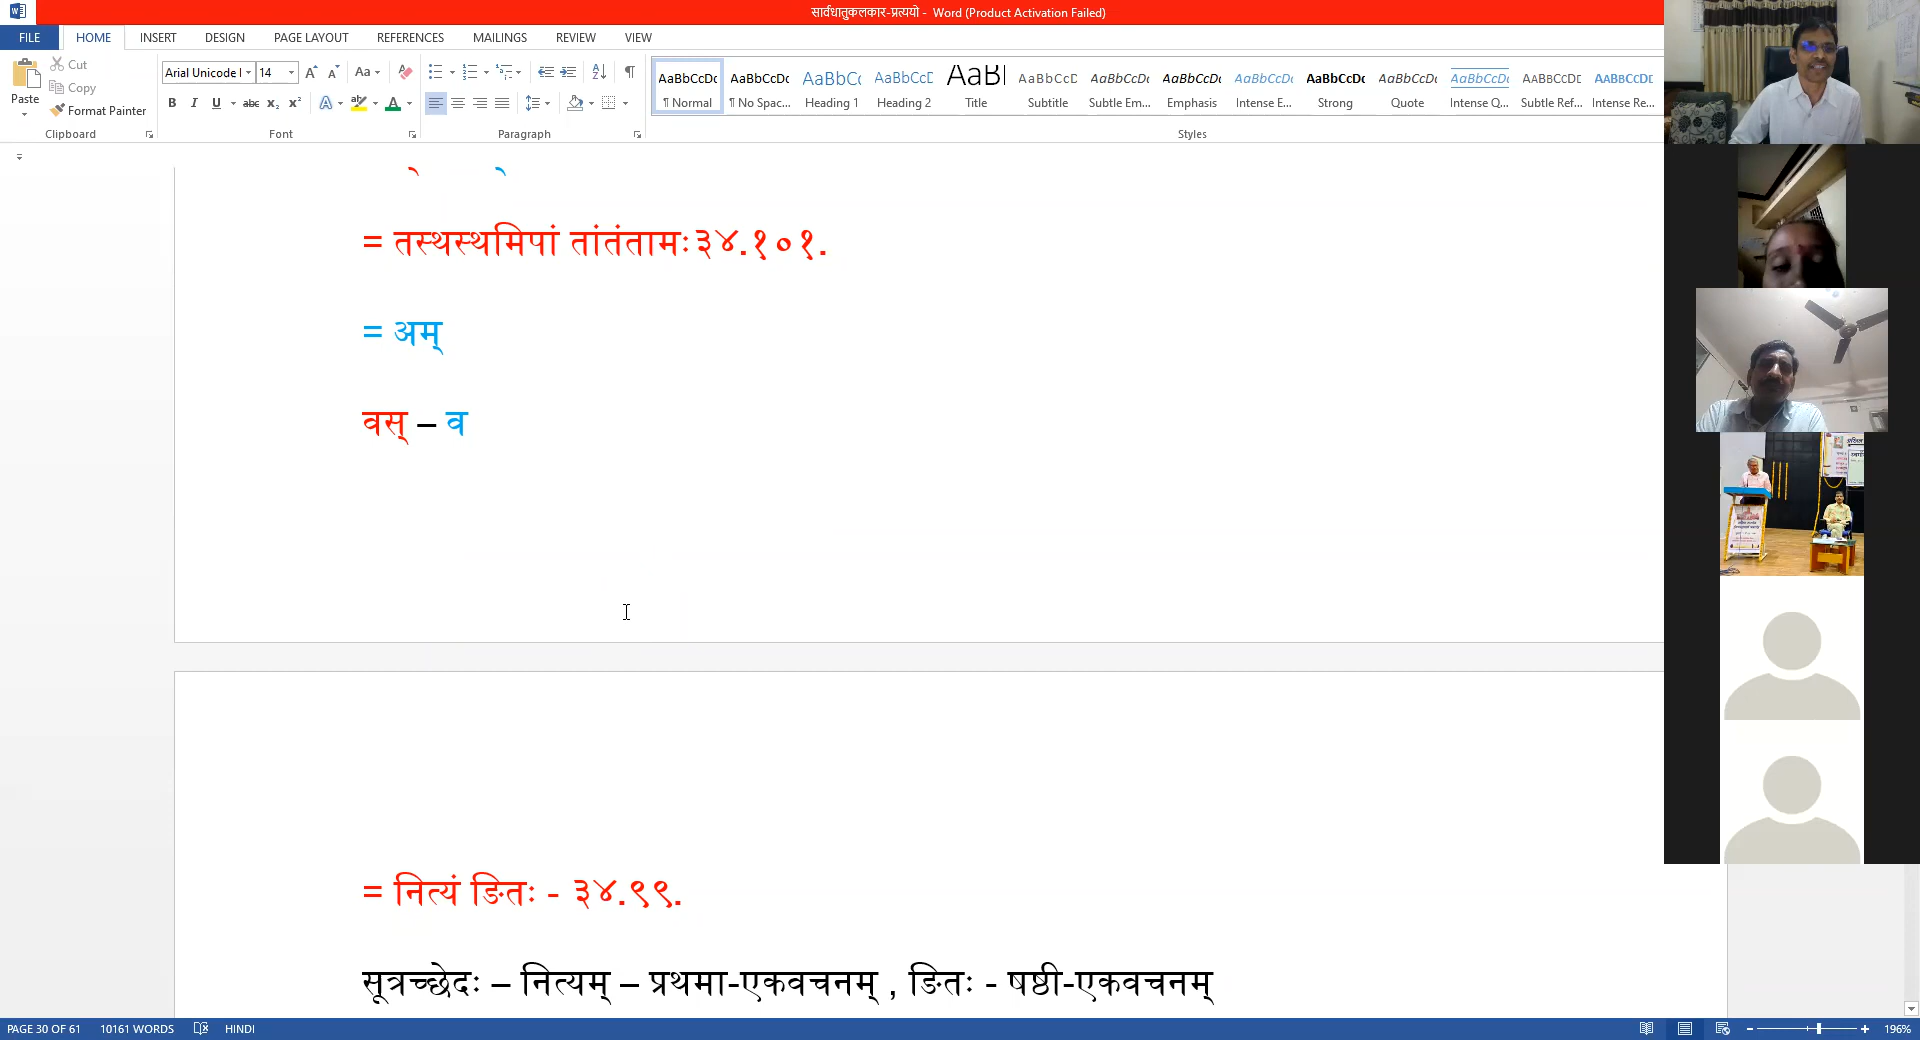 सार्वधातुकलकार-प्रत्ययो - Word (Product Activation Failed)
FILE HOME INSERT DESIGN PAGE LAYOUT REFERENCES MAILINGS REVIEW VIEW
Cut
Copy
Paste
Format Painter
Arial Unicode 14
Clipboard Font Paragraph Styles
AaBbCcDc AaBbCcDc AaBbCc AaBbCcD AaB AaBbCcD AaBbCcDc AaBbCcDc AaBbCcDc AaBbCcDc AaBbCcDc AaBbCcDc AABBCCDE AABBCCDE
¶ Normal ¶ No Spac... Heading 1 Heading 2 Title Subtitle Subtle Em... Emphasis Intense E... Strong Quote Intense Q... Subtle Ref... Intense Re...
= तस्थस्थमिपां तांतंतामः३४.१०१.
= अम्
वस् – व
= नित्यं ङितः - ३४.९९.
सूत्रच्छेदः – नित्यम् – प्रथमा-एकवचनम् , ङितः - षष्ठी-एकवचनम्
PAGE 30 OF 61 10161 WORDS HINDI 196%